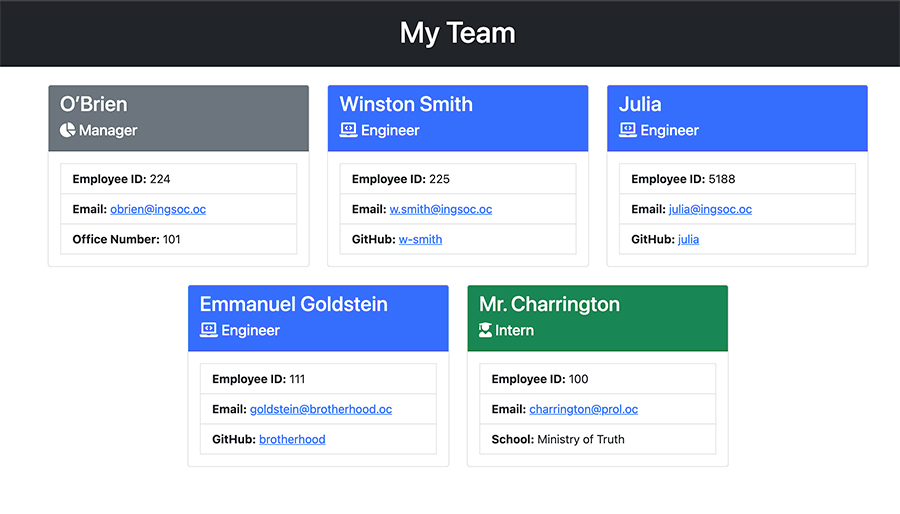 My Team
O’Brien
Manager
Employee ID: 224
Email: obrien@ingsoc.oc
Office Number: 101
Winston Smith
Engineer
Employee ID: 225
Email: w.smith@ingsoc.oc
GitHub: w-smith
Julia
Engineer
Employee ID: 5188
Email: julia@ingsoc.oc
GitHub: julia
Emmanuel Goldstein
Engineer
Employee ID: 111
Email: goldstein@brotherhood.oc
GitHub: brotherhood
Mr. Charrington
Intern
Employee ID: 100
Email: charrington@prol.oc
School: Ministry of Truth